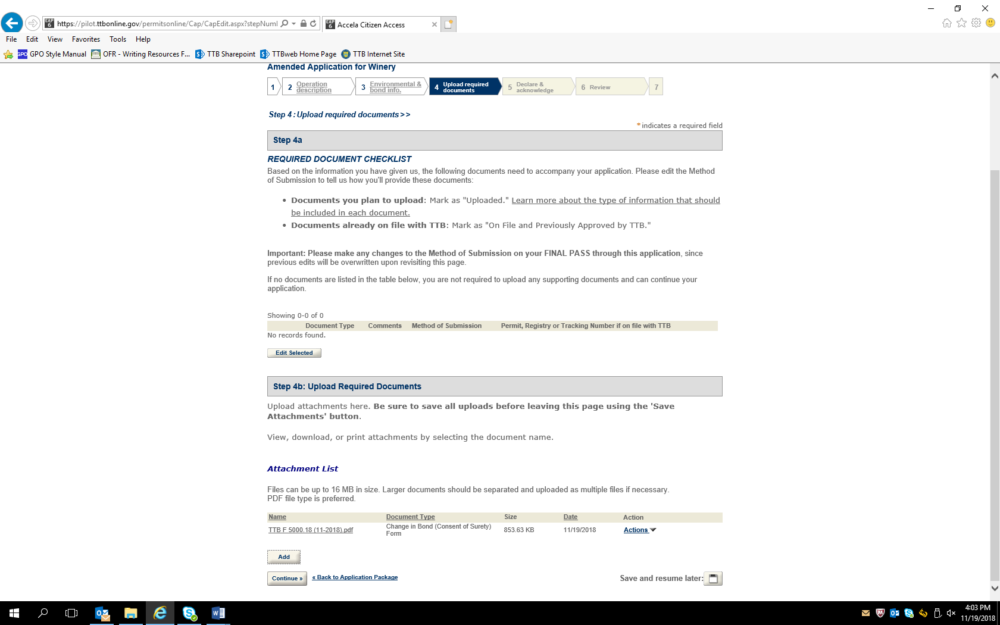 https://pilot.ttbonline.gov/permitsonline/Cap/CapEdit.aspx?stepNuml
Accela Citizen Access
File Edit View Favorites Tools Help
GPO Style Manual OFR - Writing Resources F... TTB Sharepoint TTBweb Home Page TTB Internet Site
Amended Application for Winery
1
2 Operation description
3 Environmental & bond info.
4 Upload required documents
5 Declare & acknowledge
6 Review
7
Step 4 : Upload required documents >>
* indicates a required field
Step 4a
REQUIRED DOCUMENT CHECKLIST
Based on the information you have given us, the following documents need to accompany your application. Please edit the Method
of Submission to tell us how you'll provide these documents:
• Documents you plan to upload: Mark as "Uploaded." Learn more about the type of information that should
be included in each document.
• Documents already on file with TTB: Mark as "On File and Previously Approved by TTB."
Important: Please make any changes to the Method of Submission on your FINAL PASS through this application, since
previous edits will be overwritten upon revisiting this page.
If no documents are listed in the table below, you are not required to upload any supporting documents and can continue your
application.
Showing 0-0 of 0
Document Type Comments Method of Submission Permit, Registry or Tracking Number if on file with TTB
No records found.
Edit Selected
Step 4b: Upload Required Documents
Upload attachments here. Be sure to save all uploads before leaving this page using the 'Save
Attachments' button.
View, download, or print attachments by selecting the document name.
Attachment List
Files can be up to 16 MB in size. Larger documents should be separated and uploaded as multiple files if necessary.
PDF file type is preferred.
Name Document Type Size Date Action
TTB F 5000.18 (11-2018).pdf Change in Bond (Consent of Surety) Form 853.63 KB 11/19/2018 Actions
Add
Continue » « Back to Application Package Save and resume later:
4:03 PM
11/19/2018